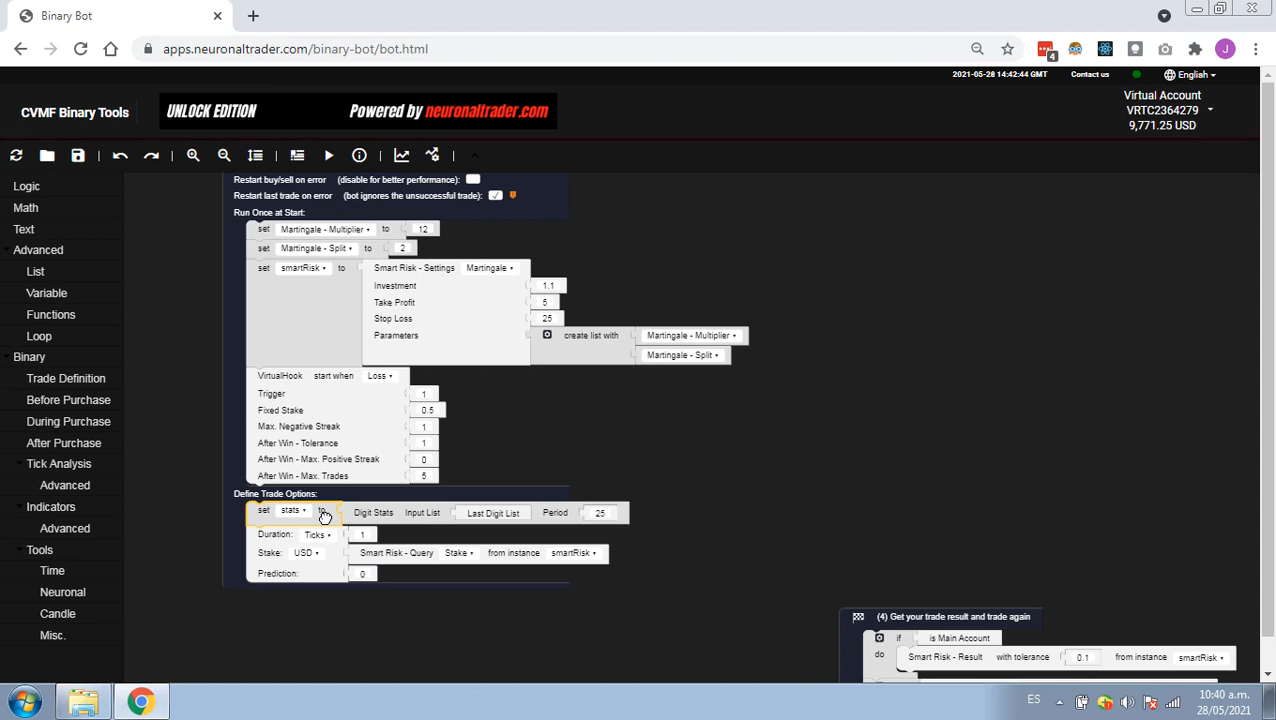 Binary Bot
apps.neuronaltrader.com/binary-bot/bot.html
4
J
2021-05-28 14:42:44 GMT
Contact us
English
CVMF Binary Tools
UNLOCK EDITION
Powered by neuronaltrader.com
Virtual Account
VRTC2364279
9,771.25 USD
Logic
Math
Text
Advanced
List
Variable
Functions
Loop
Binary
Trade Definition
Before Purchase
During Purchase
After Purchase
Tick Analysis
Advanced
Indicators
Advanced
Tools
Time
Neuronal
Candle
Misc.
Restart buy/sell on error (disable for better performance):
Restart last trade on error (bot ignores the unsuccessful trade):
Run Once at Start:
set Martingale - Multiplier to 12
set Martingale - Split to 2
set smartRisk to Smart Risk - Settings Martingale
Investment 1.1
Take Profit 5
Stop Loss 25
Parameters create list with Martingale - Multiplier
Martingale - Split
VirtualHook start when Loss
Trigger 1
Fixed Stake 0.5
Max. Negative Streak 1
After Win - Tolerance 1
After Win - Max. Positive Streak 0
After Win - Max. Trades 5
Define Trade Options:
set stats to Digit Stats Input List Last Digit List Period 25
Duration: Ticks 1
Stake: USD Smart Risk - Query Stake from instance smartRisk
Prediction: 0
(4) Get your trade result and trade again
if is Main Account
do Smart Risk - Result with tolerance 0.1 from instance smartRisk
ES
10:40 a.m.
28/05/2021